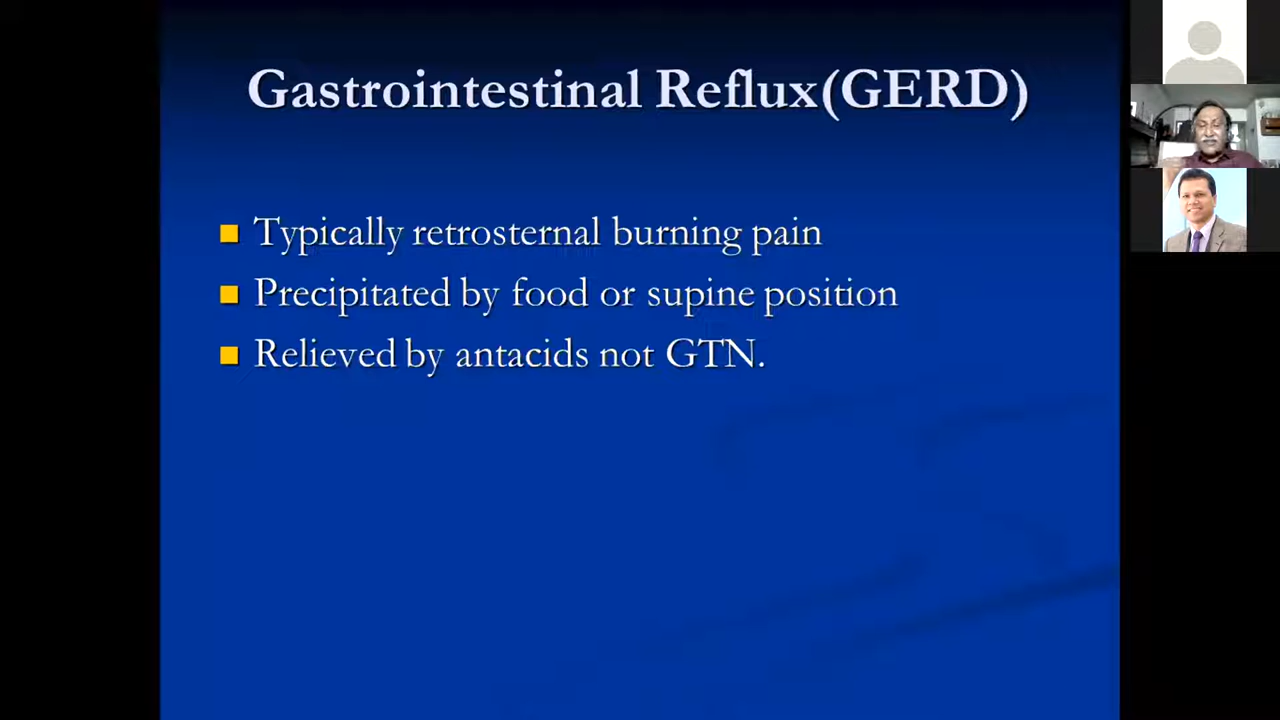 Gastrointestinal Reflux(GERD)
Typically retrosternal burning pain
Precipitated by food or supine position
Relieved by antacids not GTN.